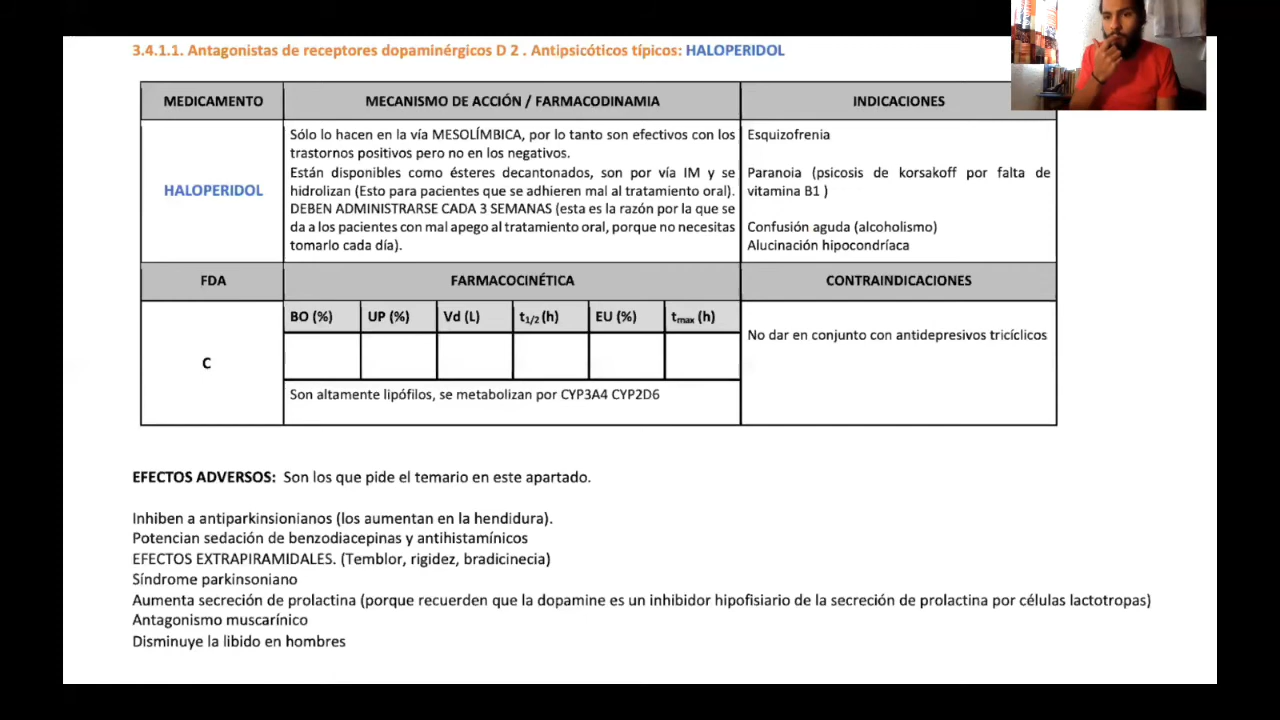 3.4.1.1. Antagonistas de receptores dopaminérgicos D 2 . Antipsicóticos típicos: HALOPERIDOL
MEDICAMENTO
MECANISMO DE ACCIÓN / FARMACODINAMIA
INDICACIONES
HALOPERIDOL
Sólo lo hacen en la vía MESOLÍMBICA, por lo tanto son efectivos con los
trastornos positivos pero no en los negativos.
Están disponibles como ésteres decantonados, son por vía IM y se
hidrolizan (Esto para pacientes que se adhieren mal al tratamiento oral).
DEBEN ADMINISTRARSE CADA 3 SEMANAS (esta es la razón por la que se
da a los pacientes con mal apego al tratamiento oral, porque no necesitas
tomarlo cada día).
Esquizofrenia
Paranoia (psicosis de korsakoff por falta de
vitamina B1 )
Confusión aguda (alcoholismo)
Alucinación hipocondríaca
FDA
FARMACOCINÉTICA
CONTRAINDICACIONES
C
BO (%)
UP (%)
Vd (L)
t1/2 (h)
EU (%)
tmax (h)
Son altamente lipófilos, se metabolizan por CYP3A4 CYP2D6
No dar en conjunto con antidepresivos tricíclicos
EFECTOS ADVERSOS: Son los que pide el temario en este apartado.
Inhiben a antiparkinsionianos (los aumentan en la hendidura).
Potencian sedación de benzodiacepinas y antihistamínicos
EFECTOS EXTRAPIRAMIDALES. (Temblor, rigidez, bradicinecia)
Síndrome parkinsoniano
Aumenta secreción de prolactina (porque recuerden que la dopamine es un inhibidor hipofisiario de la secreción de prolactina por células lactotropas)
Antagonismo muscarínico
Disminuye la libido en hombres